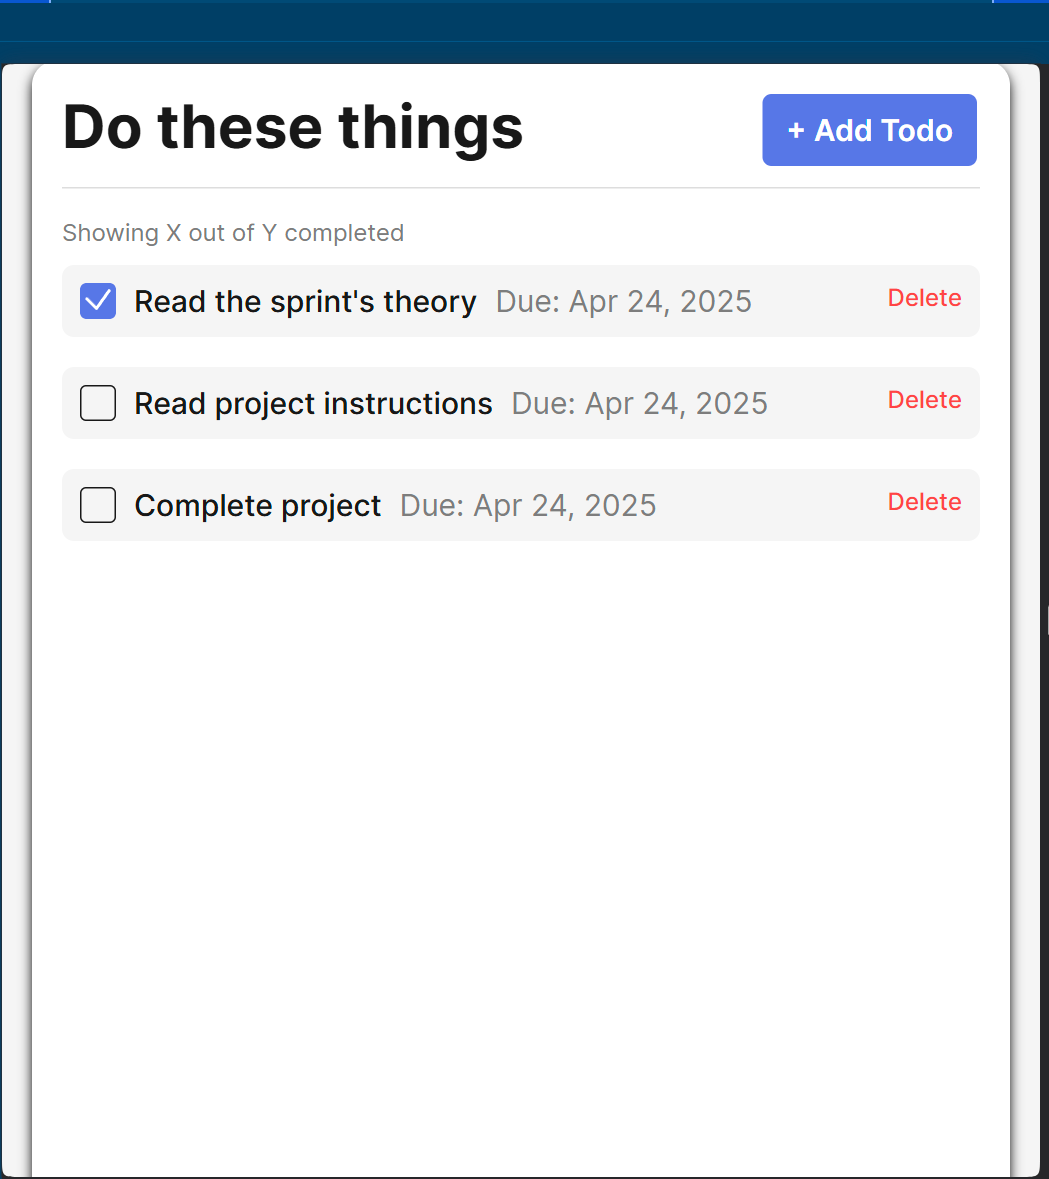 Do these things
+ Add Todo
Showing X out of Y completed
Read the sprint's theory Due: Apr 24, 2025 Delete
Read project instructions Due: Apr 24, 2025 Delete
Complete project Due: Apr 24, 2025 Delete